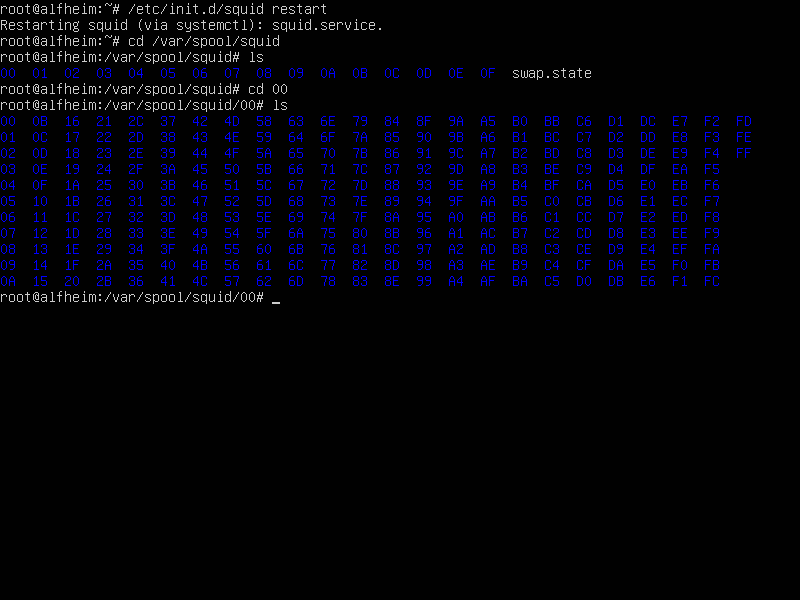 root@alfheim:~# /etc/init.d/squid restart
Restarting squid (via systemctl): squid.service.
root@alfheim:~# cd /var/spool/squid
root@alfheim:/var/spool/squid# ls
00 01 02 03 04 05 06 07 08 09 0A 0B 0C 0D 0E 0F swap.state
root@alfheim:/var/spool/squid# cd 00
root@alfheim:/var/spool/squid/00# ls
00 0B 16 21 2C 37 42 4D 58 63 6E 79 84 8F 9A A5 B0 BB C6 D1 DC E7 F2 FD
01 0C 17 22 2D 38 43 4E 59 64 6F 7A 85 90 9B A6 B1 BC C7 D2 DD E8 F3 FE
02 0D 18 23 2E 39 44 4F 5A 65 70 7B 86 91 9C A7 B2 BD C8 D3 DE E9 F4 FF
03 0E 19 24 2F 3A 45 50 5B 66 71 7C 87 92 9D A8 B3 BE C9 D4 DF EA F5
04 0F 1A 25 30 3B 46 51 5C 67 72 7D 88 93 9E A9 B4 BF CA D5 E0 EB F6
05 10 1B 26 31 3C 47 52 5D 68 73 7E 89 94 9F AA B5 C0 CB D6 E1 EC F7
06 11 1C 27 32 3D 48 53 5E 69 74 7F 8A 95 A0 AB B6 C1 CC D7 E2 ED F8
07 12 1D 28 33 3E 49 54 5F 6A 75 80 8B 96 A1 AC B7 C2 CD D8 E3 EE F9
08 13 1E 29 34 3F 4A 55 60 6B 76 81 8C 97 A2 AD B8 C3 CE D9 E4 EF FA
09 14 1F 2A 35 40 4B 56 61 6C 77 82 8D 98 A3 AE B9 C4 CF DA E5 F0 FB
0A 15 20 2B 36 41 4C 57 62 6D 78 83 8E 99 A4 AF BA C5 D0 DB E6 F1 FC
root@alfheim:/var/spool/squid/00# _